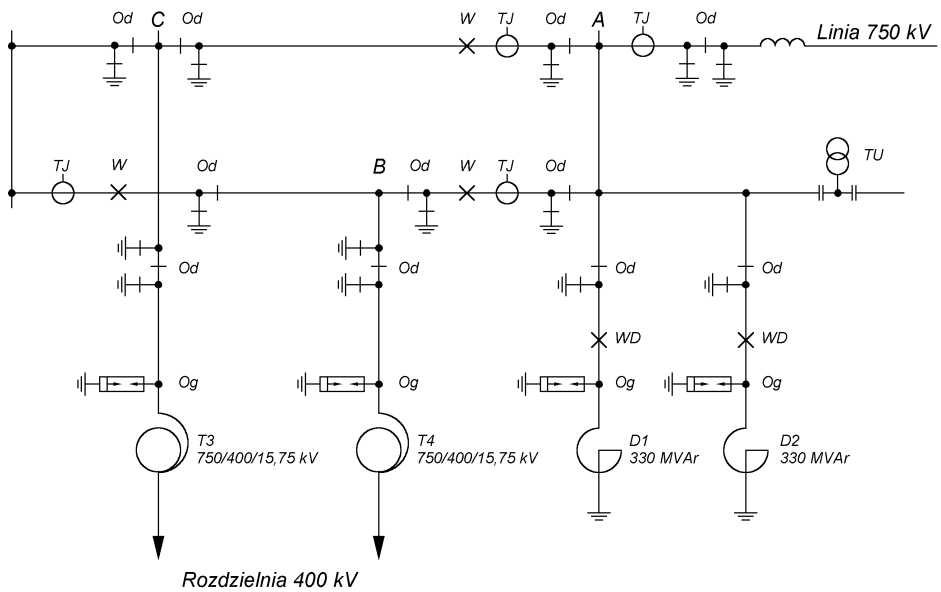 Od C Od W TJ A TJ Od
Linia 750 kV
TJ W Od B Od W TJ Od TU
Od Od Od Od
WD WD
Og Og Og Og
T3 T4 D1 D2
750/400/15,75 kV 750/400/15,75 kV 330 MVAr 330 MVAr
Rozdzielnia 400 kV